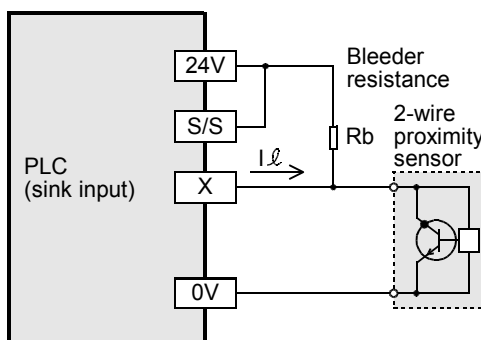 24V
Bleeder
resistance
S/S
Rb
2-wire
proximity
sensor
PLC
(sink input)
X
Iℓ
0V